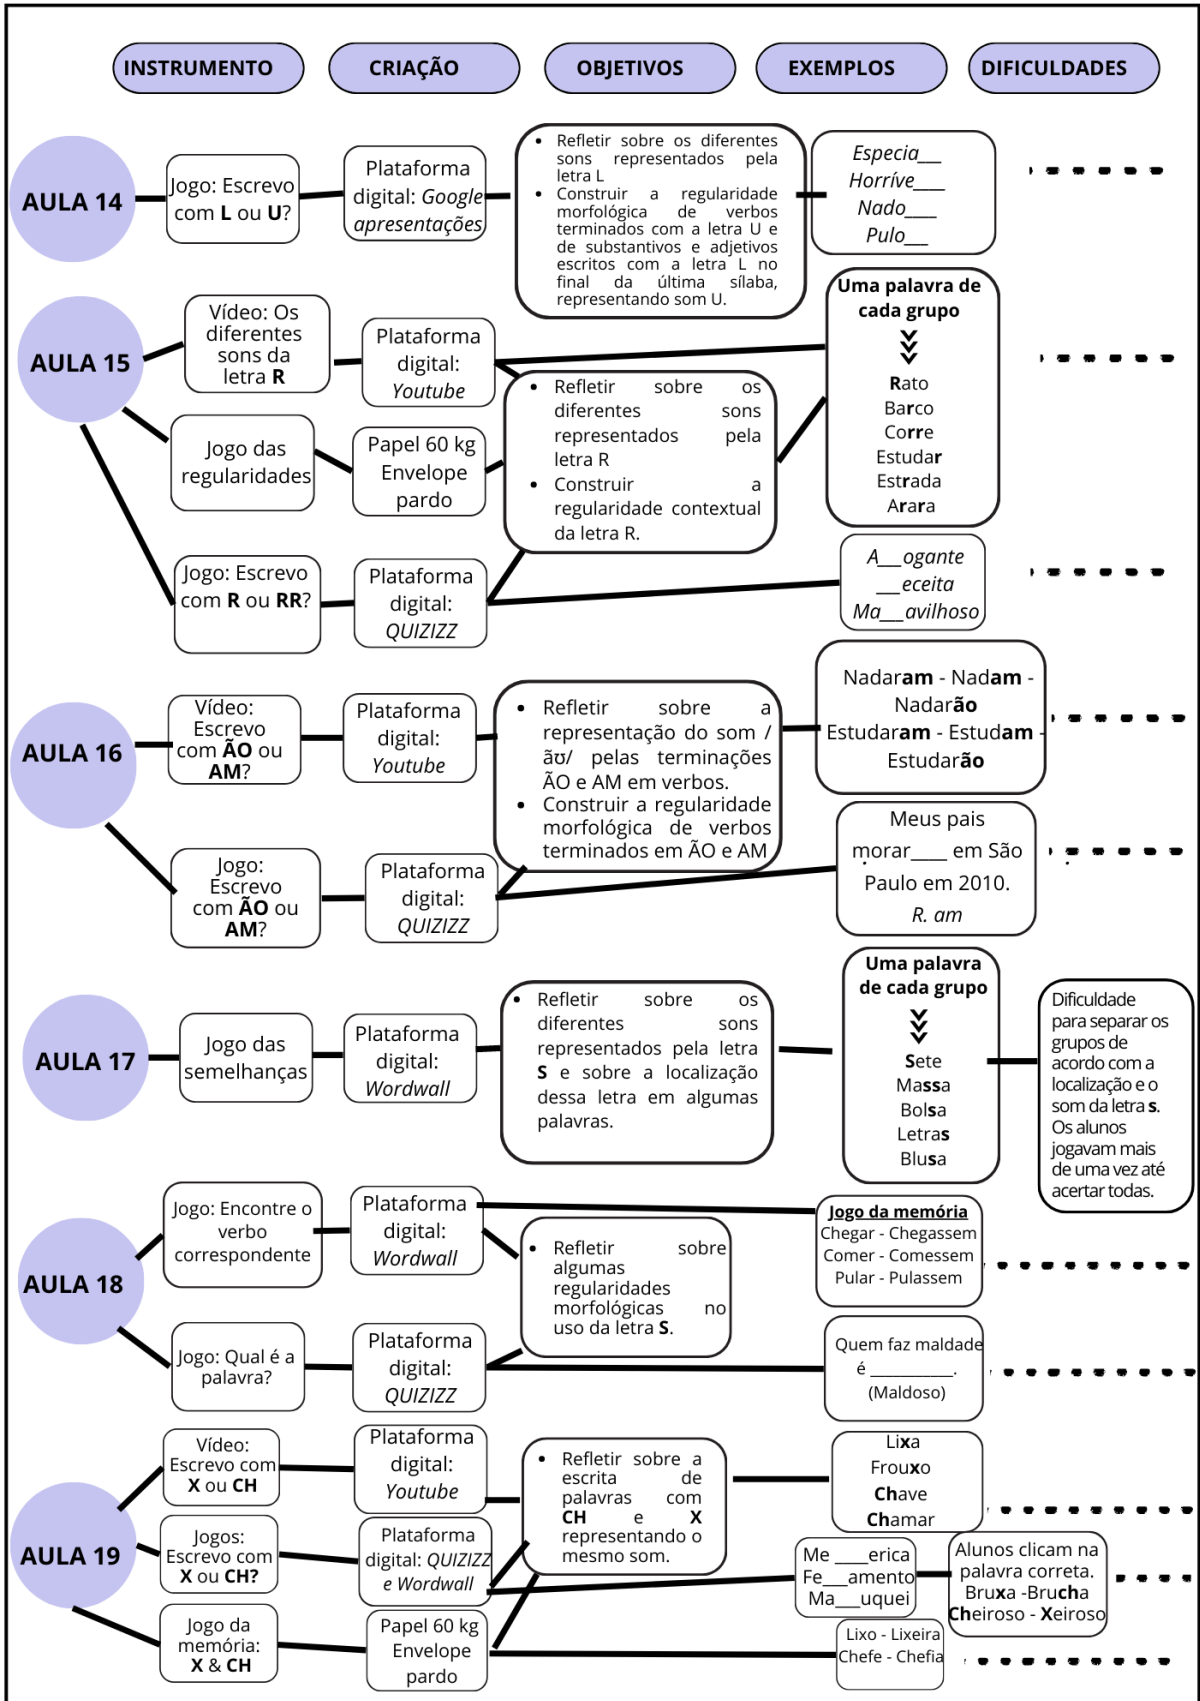 INSTRUMENTO
CRIAÇÃO
OBJETIVOS
EXEMPLOS
DIFICULDADES
AULA 14
Jogo: Escrevo
com L ou U?
Plataforma
digital: Google
apresentações
• Refletir sobre os diferentes
sons representados pela
letra L
• Construir a regularidade
morfológica de verbos
terminados com a letra U e
de substantivos e adjetivos
escritos com a letra L no
final da última sílaba,
representando som U.
Especia___
Horríve____
Nado____
Pulo___
AULA 15
Vídeo: Os
diferentes
sons da
letra R
Plataforma
digital:
Youtube
Jogo das
regularidades
Papel 60 kg
Envelope
pardo
Jogo: Escrevo
com R ou RR?
Plataforma
digital:
QUIZIZZ
• Refletir sobre os
diferentes sons
representados pela
letra R
• Construir a
regularidade contextual
da letra R.
Uma palavra de
cada grupo
Rato
Barco
Corre
Estudar
Estrada
Arara
A___ogante
___eceita
Ma___avilhoso
AULA 16
Vídeo:
Escrevo
com ÃO ou
AM?
Plataforma
digital:
Youtube
Jogo:
Escrevo
com ÃO ou
AM?
Plataforma
digital:
QUIZIZZ
• Refletir sobre a
representação do som /
ãʊ/ pelas terminações
ÃO e AM em verbos.
• Construir a regularidade
morfológica de verbos
terminados em ÃO e AM
Nadaram - Nadam -
Nadarão
Estudaram - Estudam -
Estudarão
Meus pais
morar____ em São
Paulo em 2010.
R. am
AULA 17
Jogo das
semelhanças
Plataforma
digital:
Wordwall
• Refletir sobre os
diferentes sons
representados pela letra
S e sobre a localização
dessa letra em algumas
palavras.
Uma palavra
de cada grupo
Sete
Massa
Bolsa
Letras
Blusa
Dificuldade
para separar os
grupos de
acordo com a
localização e o
som da letra s.
Os alunos
jogavam mais
de uma vez até
acertar todas.
AULA 18
Jogo: Encontre o
verbo
correspondente
Plataforma
digital:
Wordwall
Jogo: Qual é a
palavra?
Plataforma
digital:
QUIZIZZ
• Refletir sobre
algumas
regularidades
morfológicas no
uso da letra S.
Jogo da memória
Chegar - Chegassem
Comer - Comessem
Pular - Pulassem
Quem faz maldade
é __________.
(Maldoso)
AULA 19
Vídeo:
Escrevo com
X ou CH
Plataforma
digital:
Youtube
Jogos:
Escrevo com
X ou CH?
Plataforma
digital: QUIZIZZ
e Wordwall
Jogo da
memória:
X & CH
Papel 60 kg
Envelope
pardo
• Refletir sobre a
escrita de
palavras com
CH e X
representando o
mesmo som.
Lixa
Frouxo
Chave
Chamar
Me ____erica
Fe___amento
Ma___uquei
Alunos clicam na
palavra correta.
Bruxa -Brucha
Cheiroso - Xeiroso
Lixo - Lixeira
Chefe - Chefia